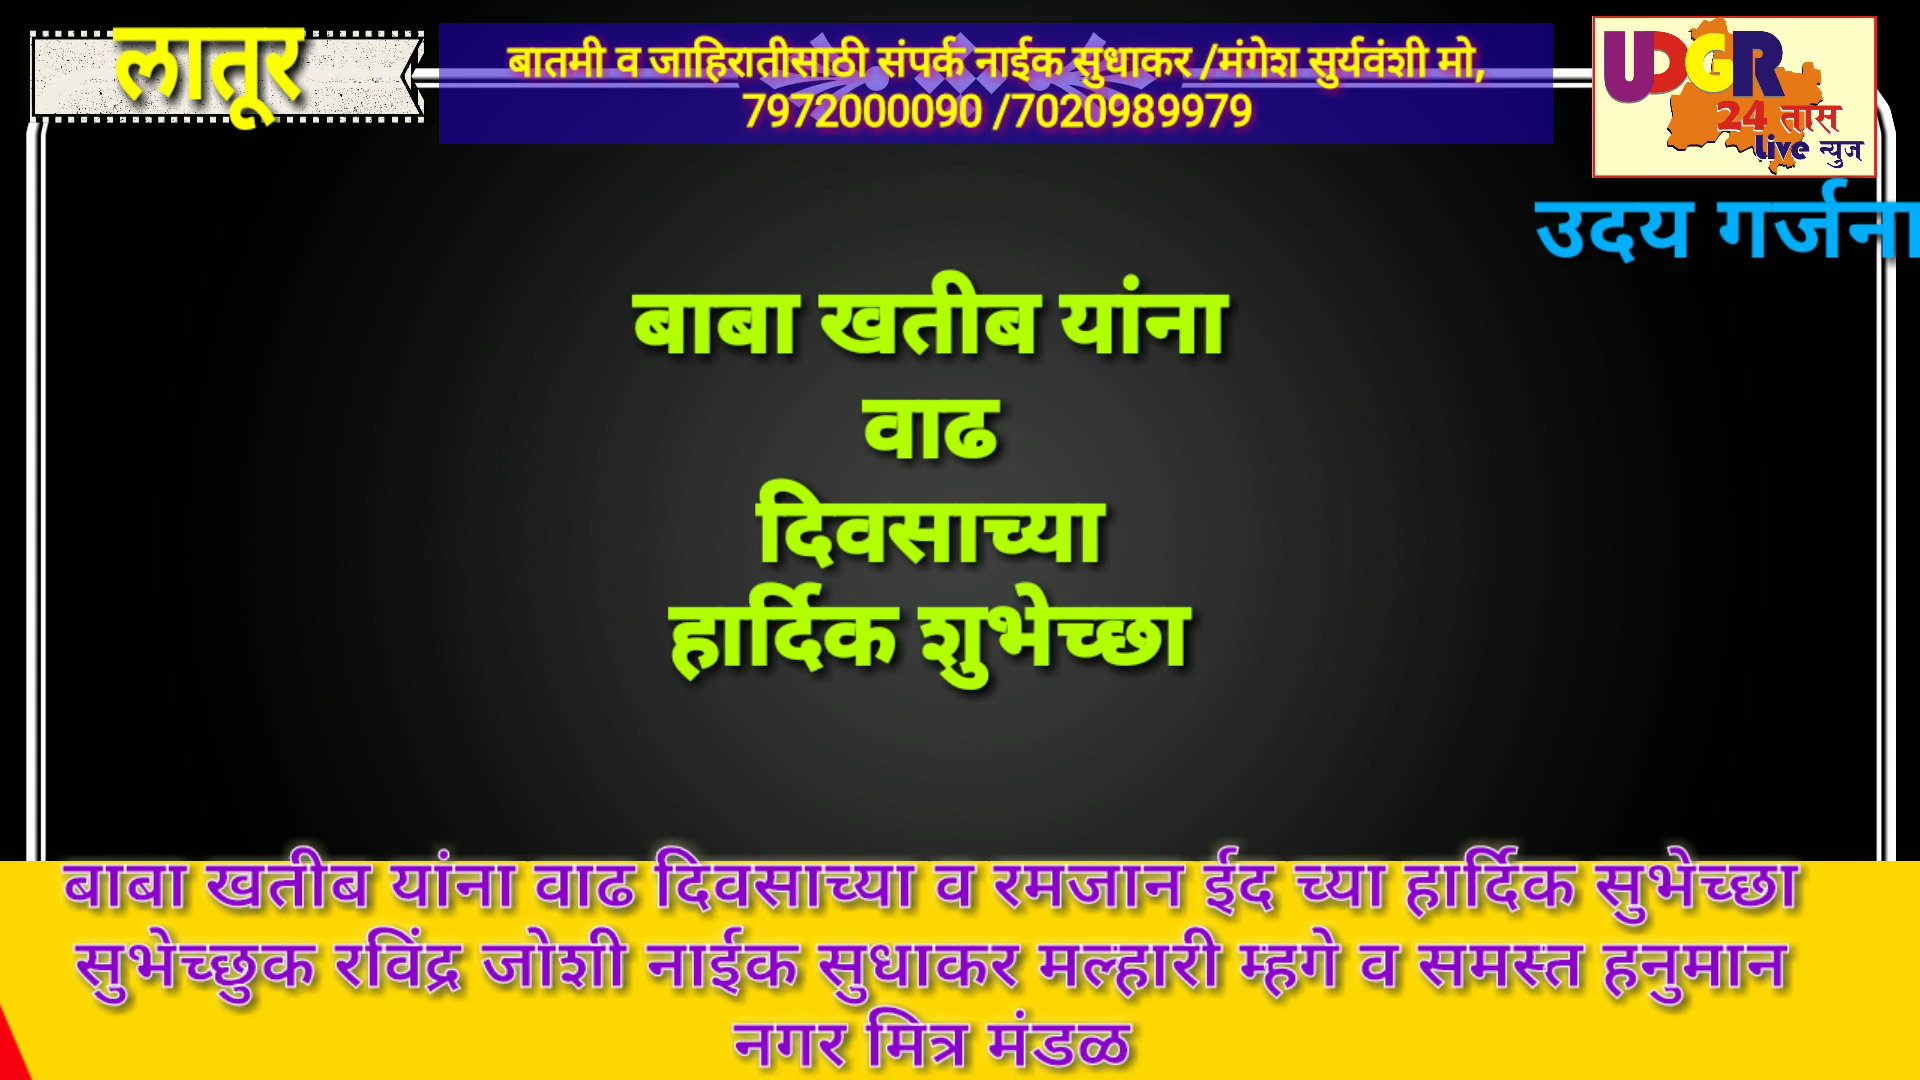 लातूर
बातमी व जाहिरातीसाठी संपर्क नाईक सुधाकर /मंगेश सुर्यवंशी मो,
7972000090 /7020989979
UDGR
24 तास
Live न्युज
उदय गर्जना
बाबा खतीब यांना
वाढ
दिवसाच्या
हार्दिक शुभेच्छा
बाबा खतीब यांना वाढ दिवसाच्या व रमजान ईद च्या हार्दिक सुभेच्छा
सुभेच्छुक रविंद्र जोशी नाईक सुधाकर मल्हारी म्हगे व समस्त हनुमान
नगर मित्र मंडळ